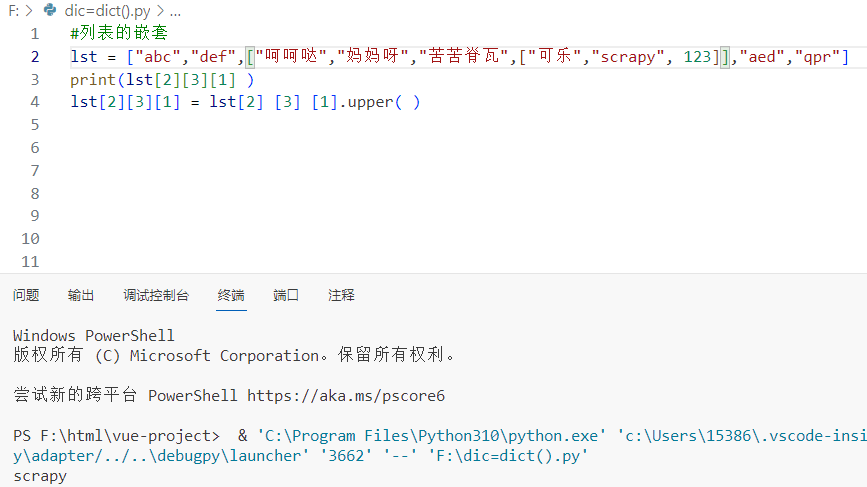 F: > dic=dict().py > ...
1 #列表的嵌套
2 lst = ["abc","def",["呵呵哒","妈妈呀","苦苦脊瓦",["可乐","scrapy", 123]],"aed","qpr"]
3 print(lst[2][3][1] )
4 lst[2][3][1] = lst[2] [3] [1].upper( )
5
6
7
8
9
10
11
问题 输出 调试控制台 终端 端口 注释
Windows PowerShell
版权所有 (C) Microsoft Corporation。保留所有权利。
尝试新的跨平台 PowerShell https://aka.ms/pscore6
PS F:\html\vue-project>  & 'C:\Program Files\Python310\python.exe' 'c:\Users\15386\.vscode-insi
y\adapter/../..\debugpy\launcher' '3662' '--' 'F:\dic=dict().py'
scrapy